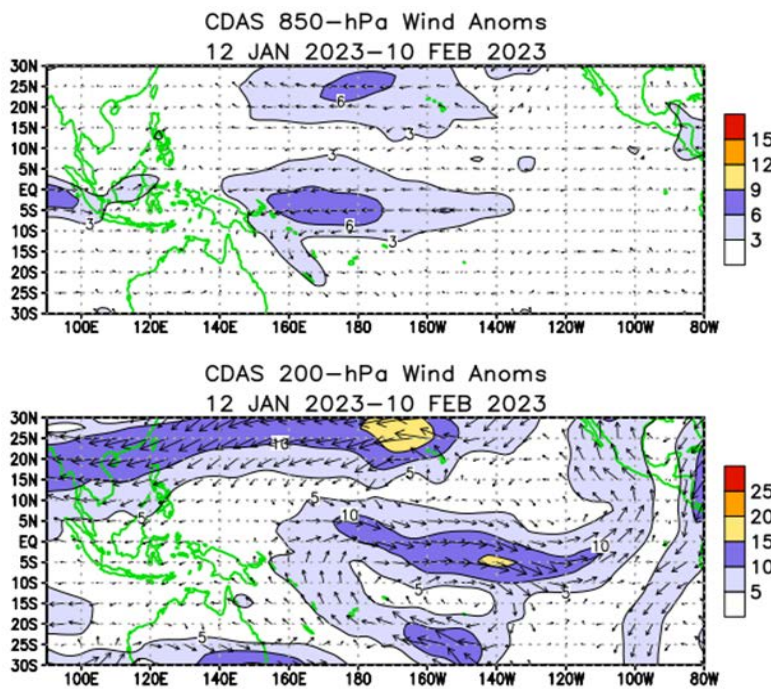 CDAS 850-hPa Wind Anoms
12 JAN 2023-10 FEB 2023
30N
25N
20N
15N
10N
5N
EQ
5S
10S
15S
20S
25S
30S
100E 120E 140E 160E 180 160W 140W 120W 100W 80W
6
3
3
3
6
3
15
12
9
6
3
CDAS 200-hPa Wind Anoms
12 JAN 2023-10 FEB 2023
30N
25N
20N
15N
10N
5N
EQ
5S
10S
15S
20S
25S
30S
100E 120E 140E 160E 180 160W 140W 120W 100W 80W
10
5
5
5
10
10
5
5
5
25
20
15
10
5